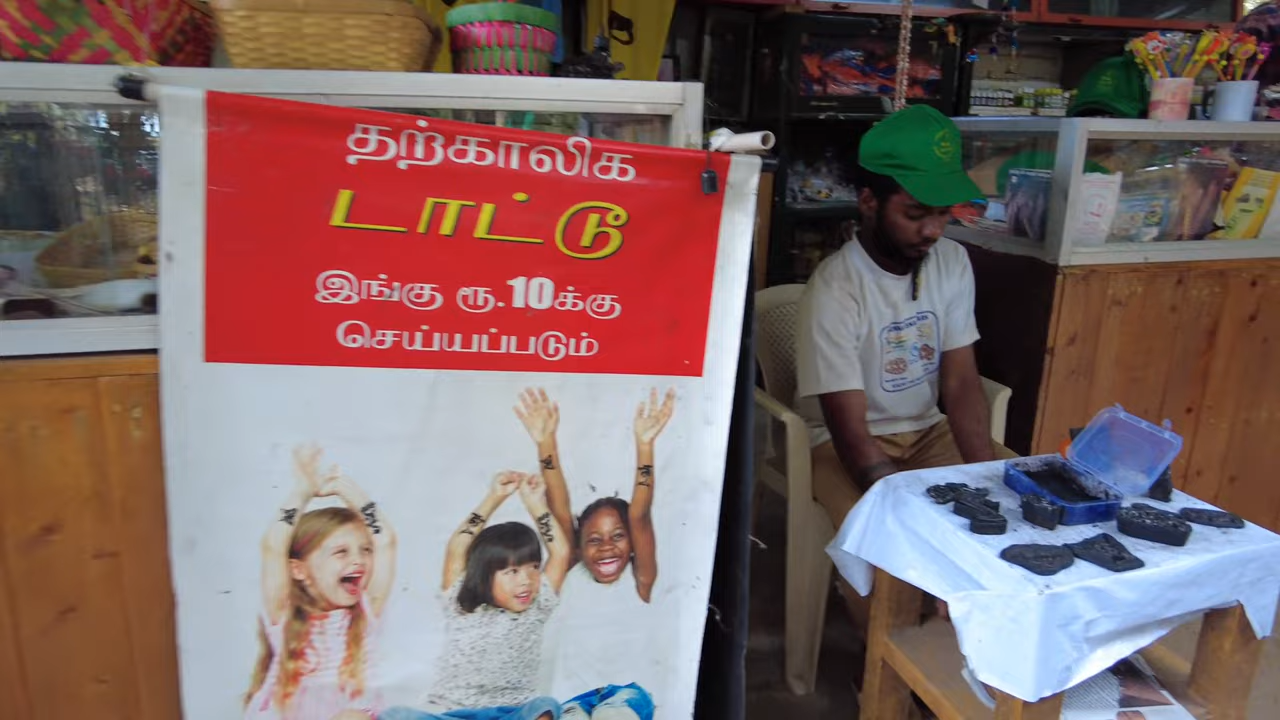 தற்காலிக
டாட்டூ
இங்கு ரூ.10க்கு
செய்யப்படும்